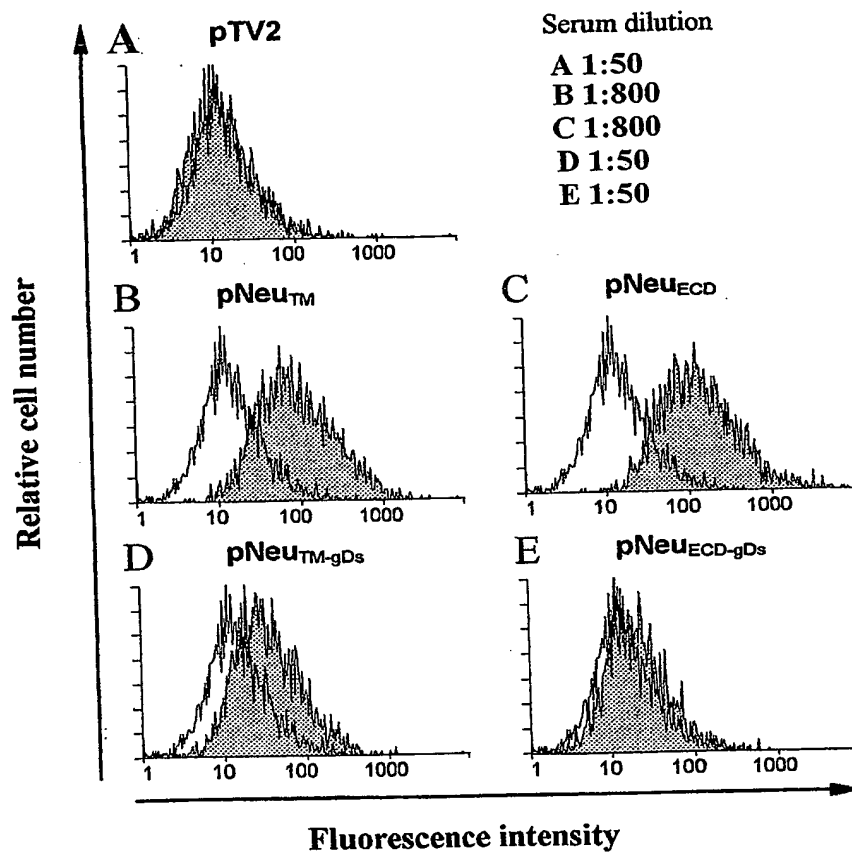 A
pTV2
Serum dilution
A 1:50
B 1:800
C 1:800
D 1:50
E 1:50
1 10 100 1000
B
pNeuTM
1 10 100 1000
C
pNeuECD
1 10 100 1000
D
pNeuTM-gDs
1 10 100 1000
E
pNeuECD-gDs
1 10 100 1000
Relative cell number
Fluorescence intensity